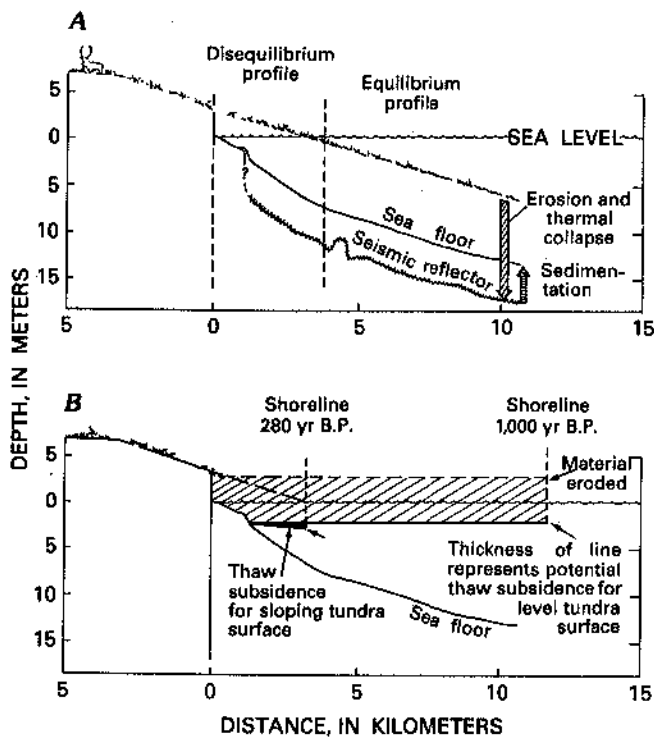 A
Disequilibrium
profile
Equilibrium
profile
5
0
5
10
15
SEA LEVEL
?
Sea floor
Seismic reflector
Erosion and
thermal
collapse
Sedimen-
tation
5
0
5
10
15
DEPTH, IN METERS
B
Shoreline
280 yr B.P.
Shoreline
1,000 yr B.P.
5
0
5
10
15
Material
eroded
Thaw
subsidence
for sloping tundra
surface
Thickness of line
represents potential
thaw subsidence for
level tundra
surface
Sea floor
5
0
5
10
15
DISTANCE, IN KILOMETERS